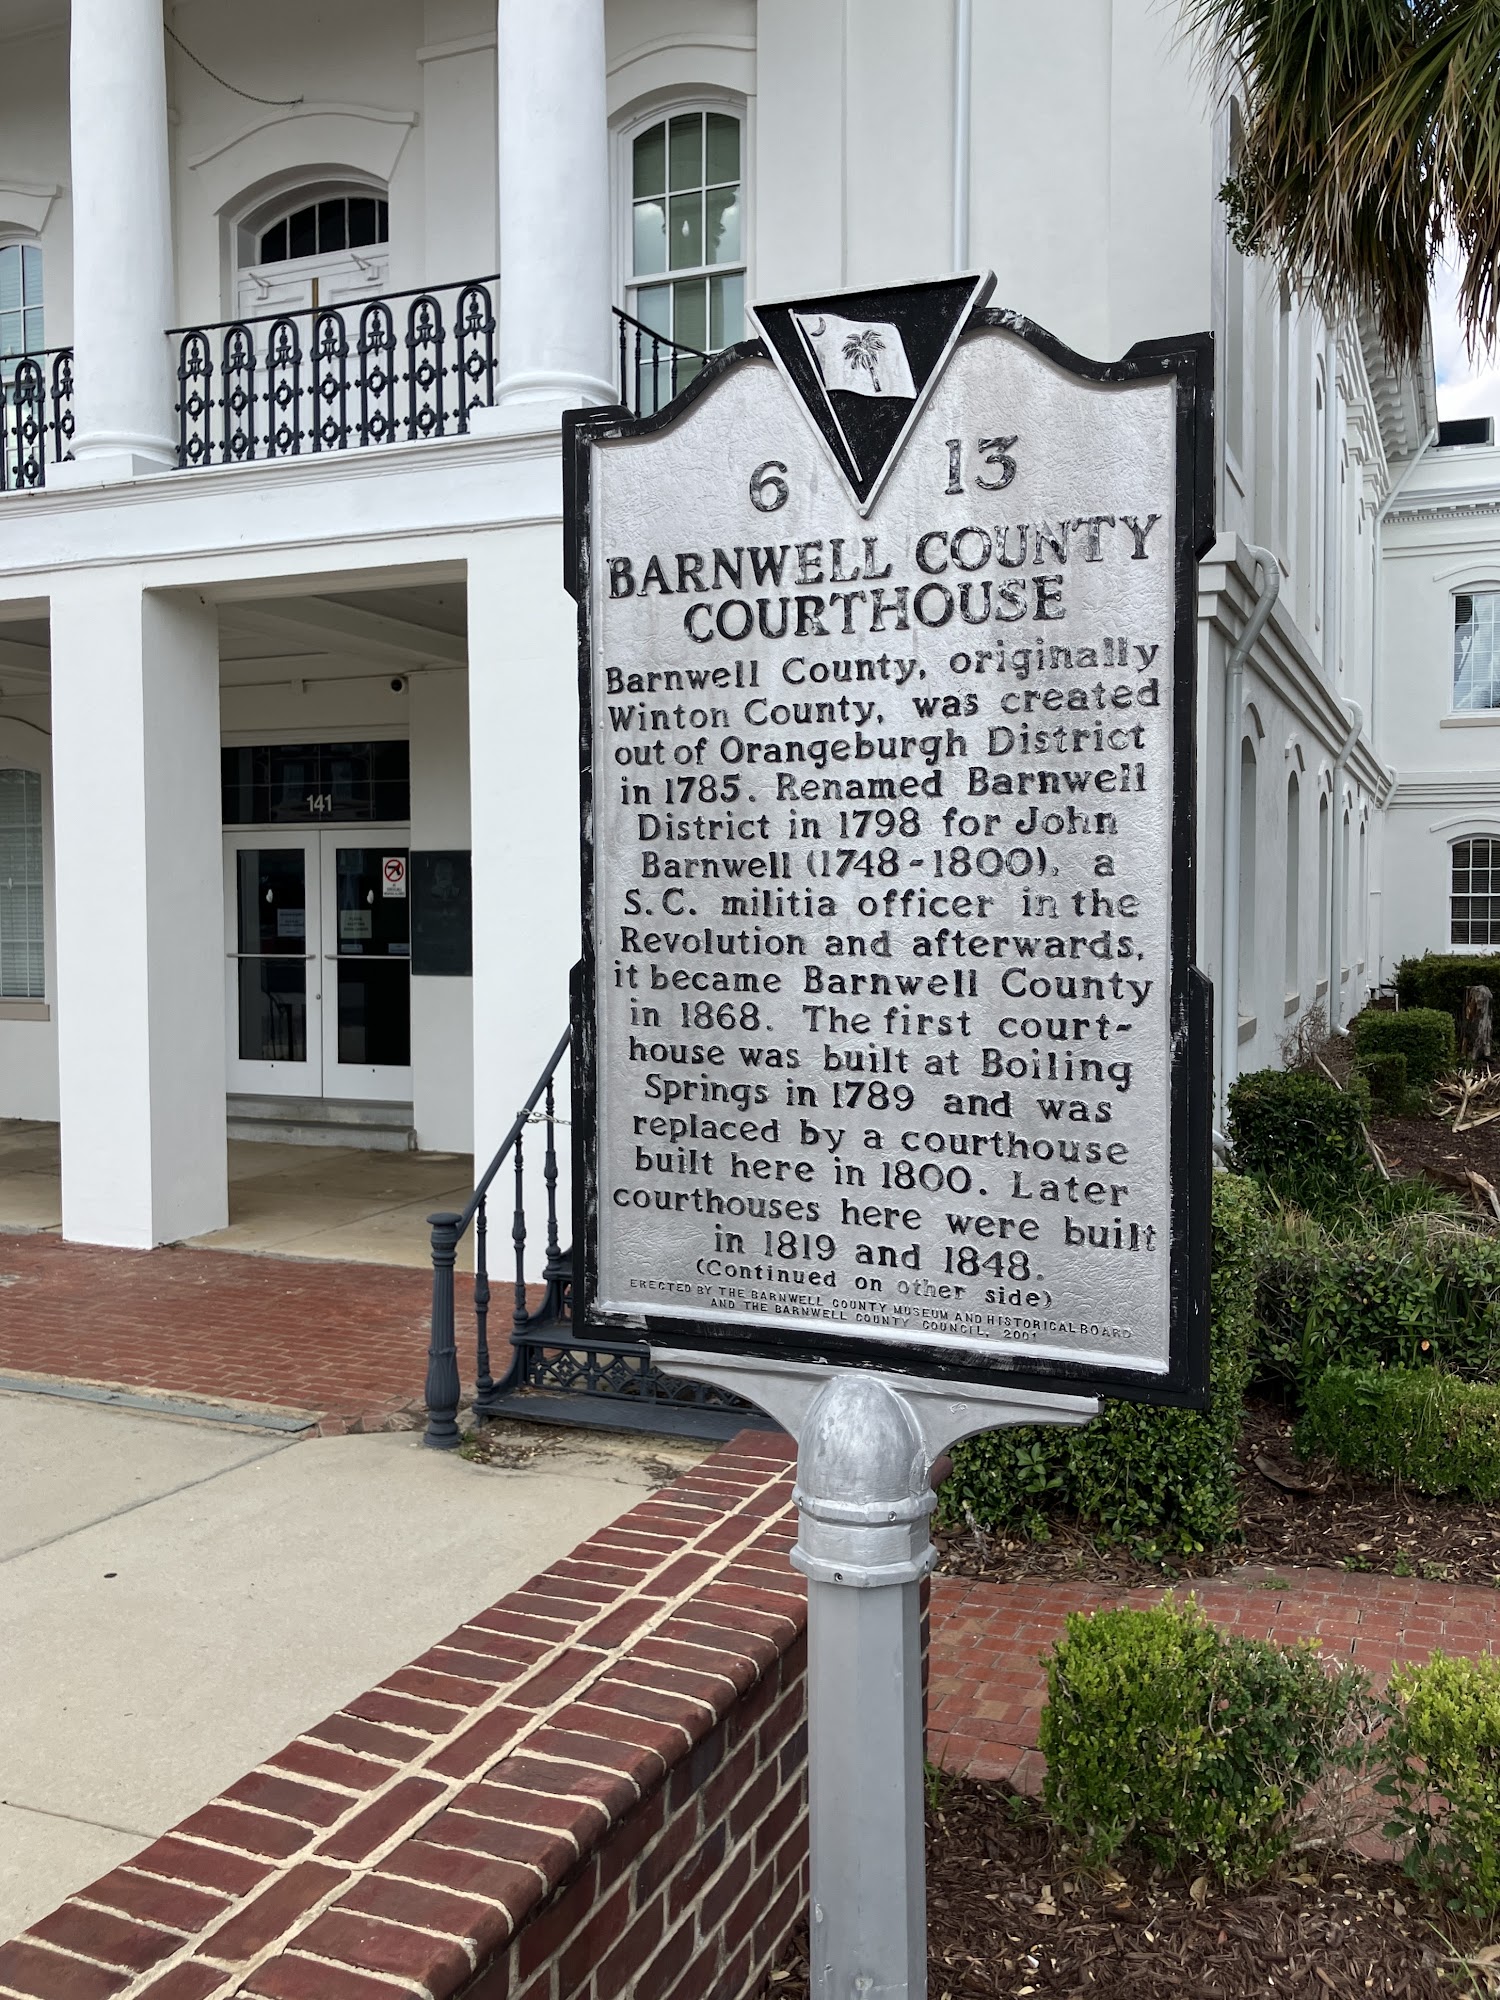 6 13
BARNWELL COUNTY
COURTHOUSE
Barnwell County, originally
Winton County, was created
out of Orangeburgh District
in 1785. Renamed Barnwell
District in 1798 for John
Barnwell (1748-1800), a
S.C. militia officer in the
Revolution and afterwards,
it became Barnwell County
in 1868. The first court-
house was built at Boiling
Springs in 1789 and was
replaced by a courthouse
built here in 1800. Later
courthouses here were built
in 1819 and 1848.
(Continued on other side)
ERECTED BY THE BARNWELL COUNTY MUSEUM AND HISTORICAL BOARD
AND THE BARNWELL COUNTY COUNCIL, 2001
141